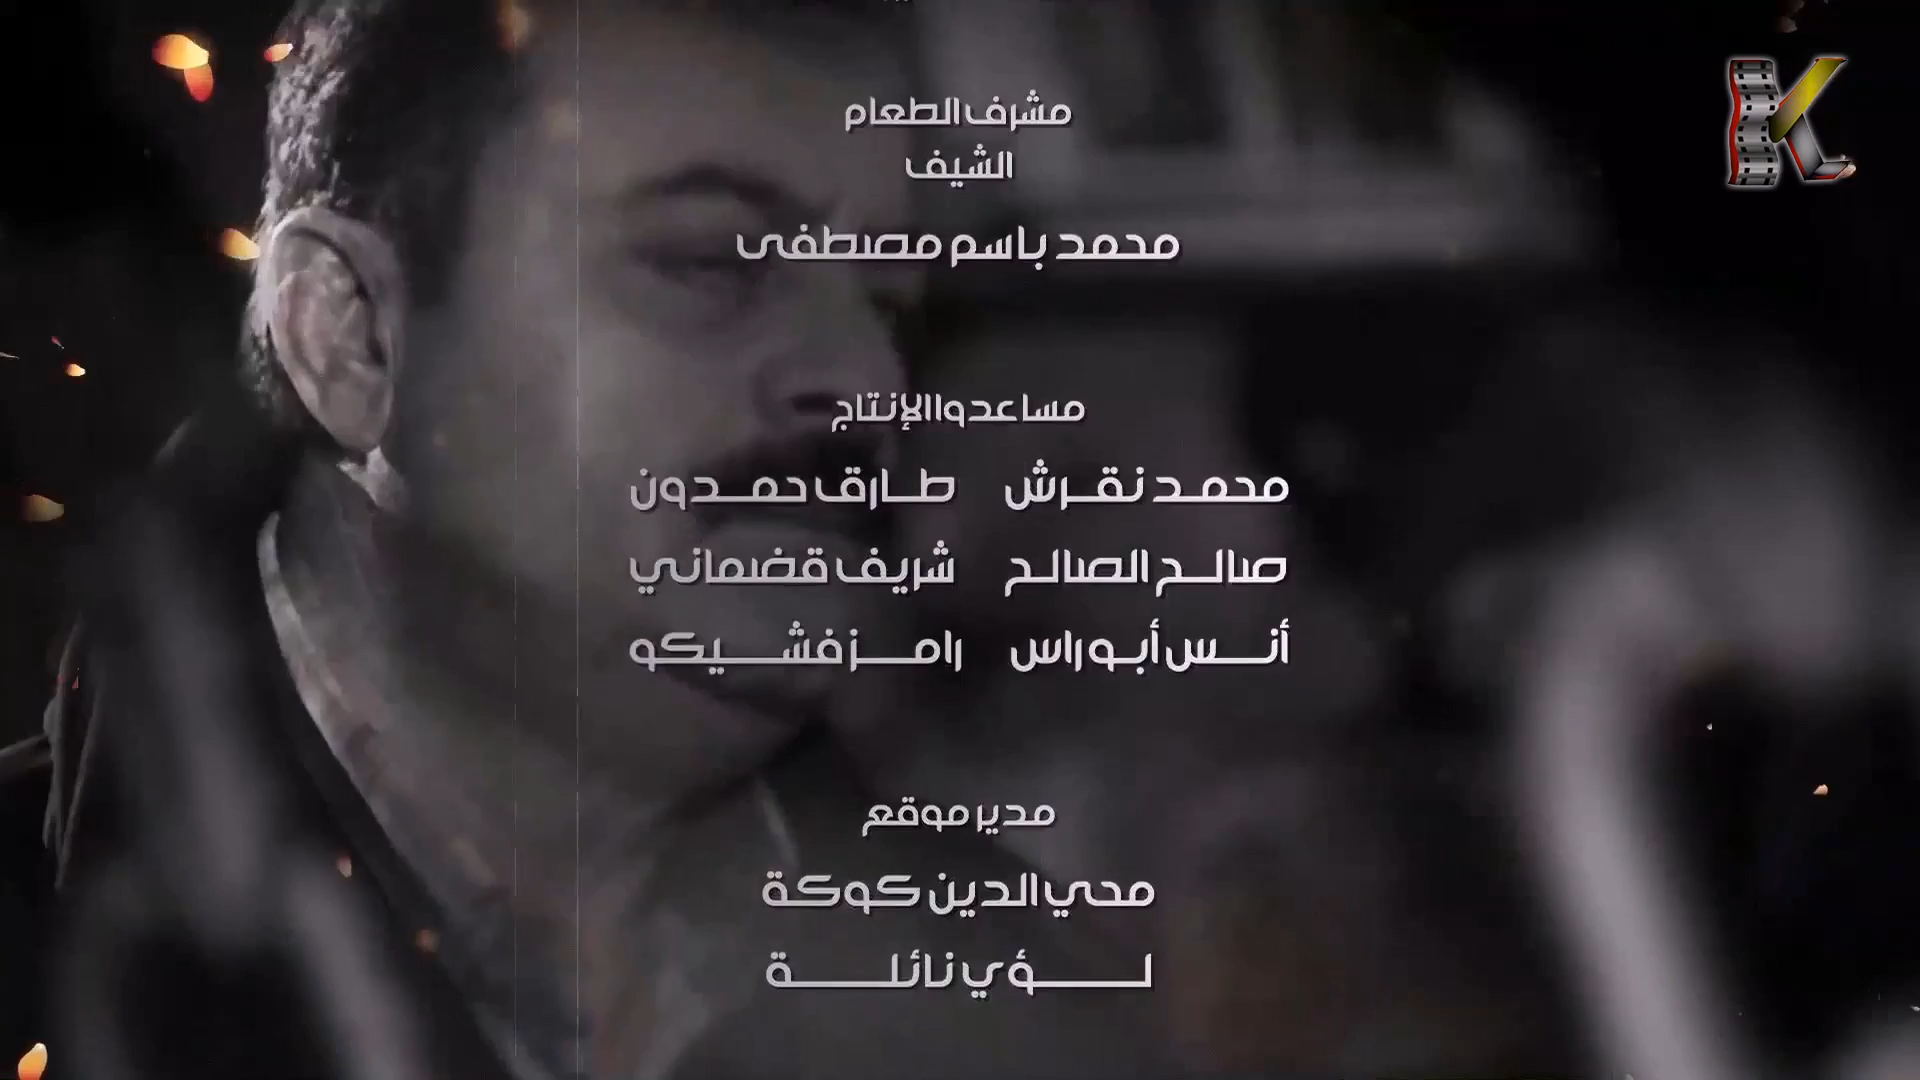 مشرف الطعام
الشيف
محمد باسم مصطفى
مساعدوا الإنتاج
محمد نقرش طارق حمدون
صالح الصالح شريف قضماني
أنس أبو راس رامز فشيكو
مدير موقع
محي الدين كوكة
لؤي نائلة
K